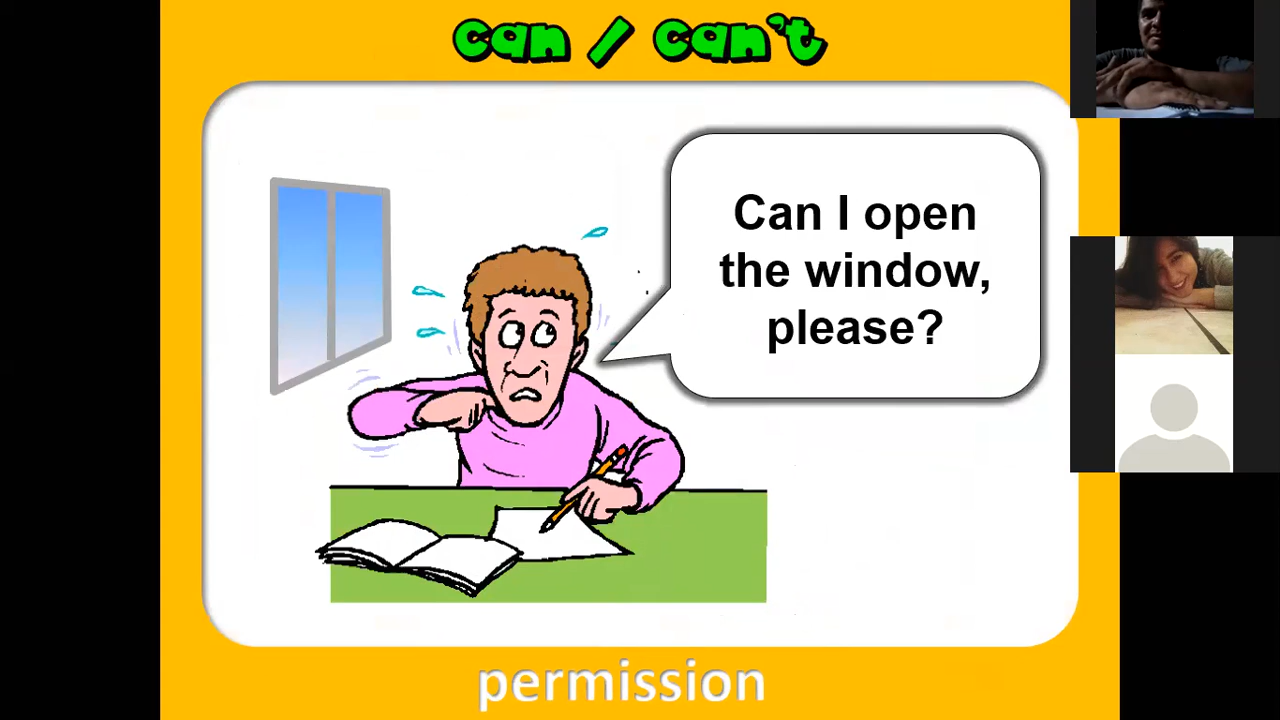 can / can't
Can I open
the window,
please?
permission